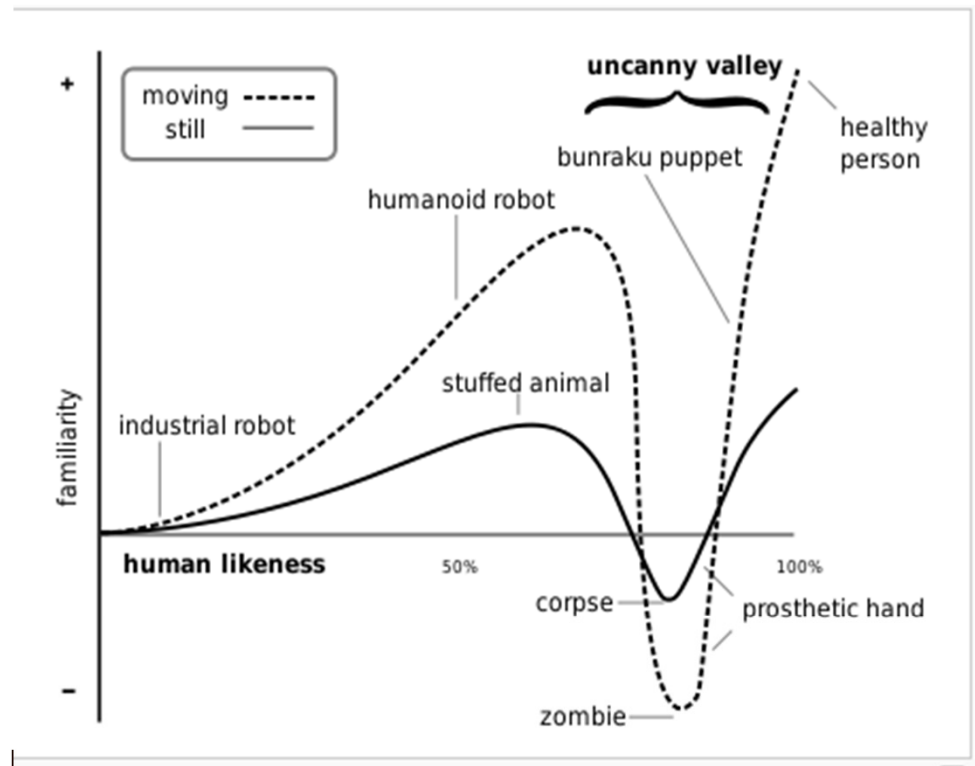 uncanny valley
+
moving
still
healthy
person
bunraku puppet
humanoid robot
stuffed animal
familiarity
industrial robot
human likeness
50%
100%
corpse
prosthetic hand
–
zombie